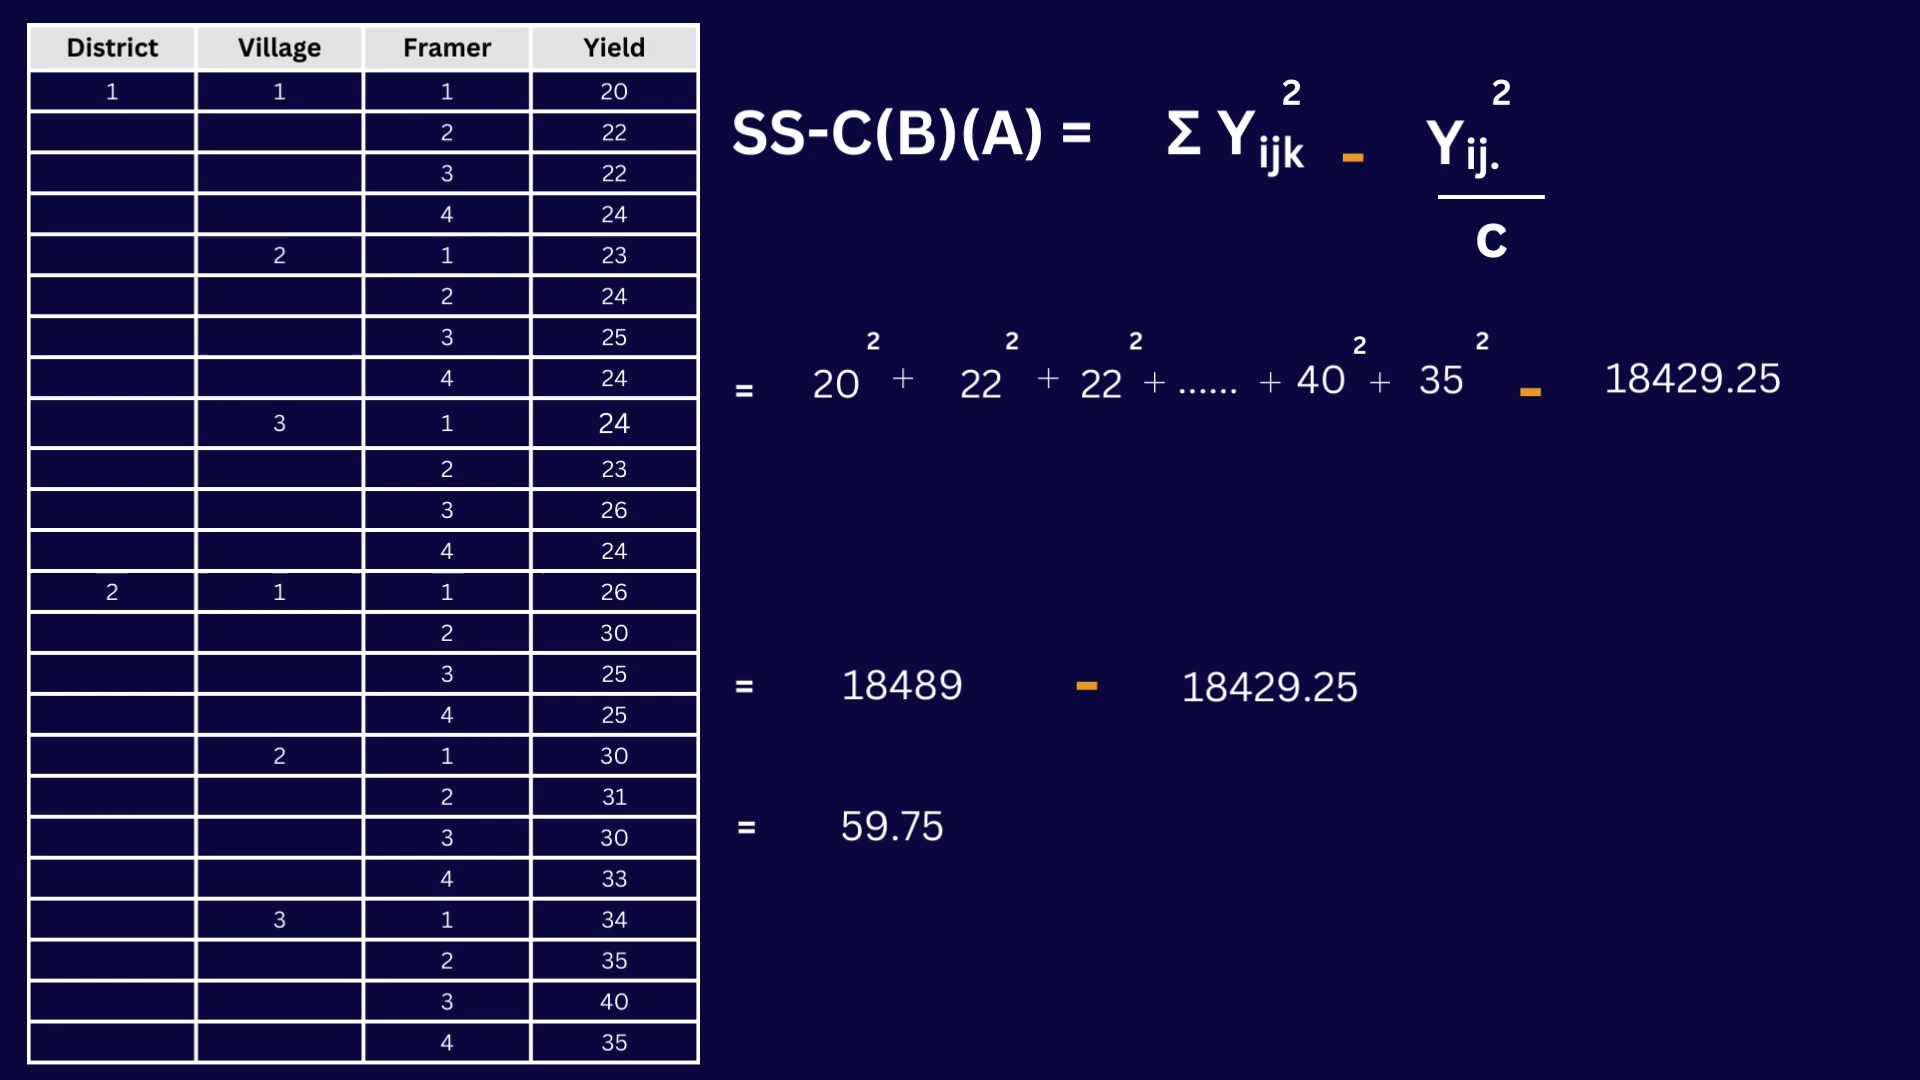 District Village Framer Yield
1 1 1 20
2 22
3 22
4 24
2 1 23
2 24
3 25
4 24
3 1 24
2 23
3 26
4 24
2 1 1 26
2 30
3 25
4 25
2 1 30
2 31
3 30
4 33
3 1 34
2 35
3 40
4 35
SS-C(B)(A) = Σ Yijk² - Yij.² / c
= 20² + 22² + 22² + ...... + 40² + 35² - 18429.25
= 18489 - 18429.25
= 59.75